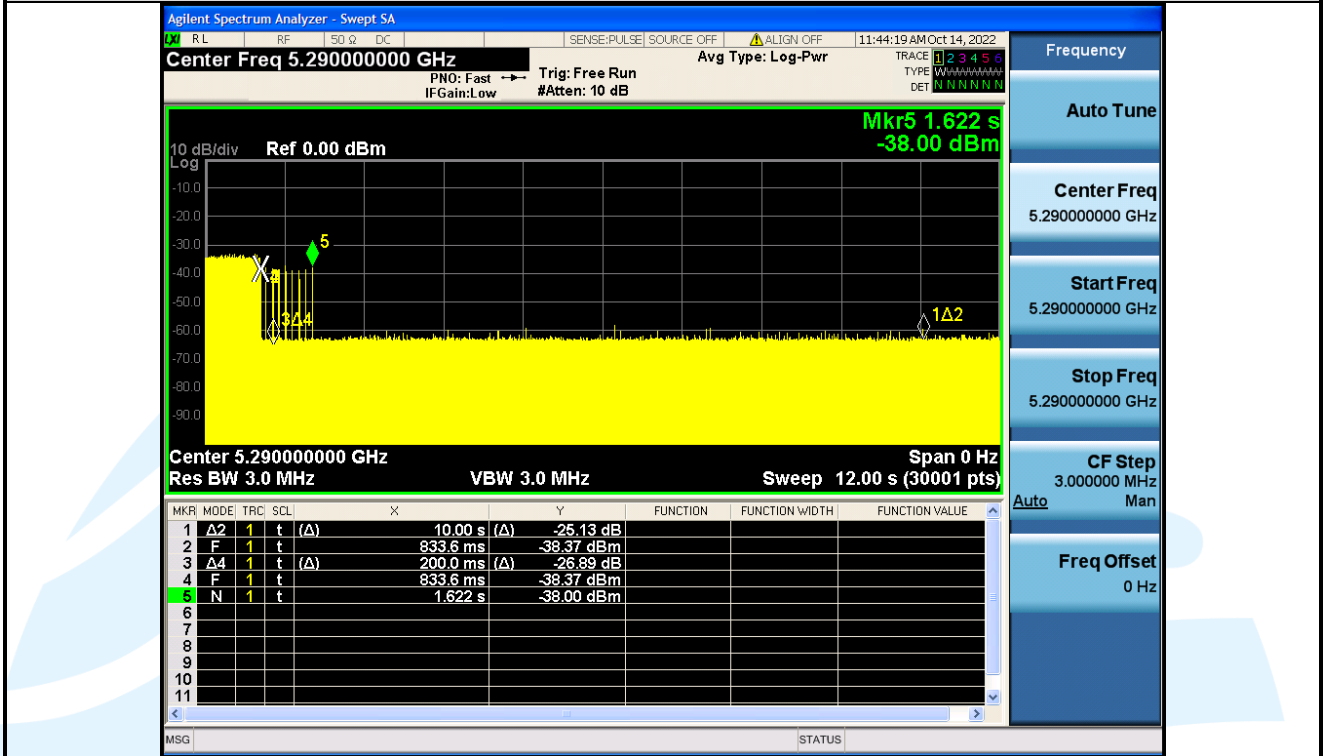 Agilent Spectrum Analyzer - Swept SA
LXI RL RF 50 Ω DC SENSE:PULSE SOURCE OFF ALIGN OFF 11:44:19 AM Oct 14, 2022
Center Freq 5.290000000 GHz Avg Type: Log-Pwr TRACE 1 2 3 4 5 6
PNO: Fast Trig: Free Run TYPE WWWWWW
IFGain:Low #Atten: 10 dB DET N N N N N N
Mkr5 1.622 s
10 dB/div Ref 0.00 dBm -38.00 dBm
Log
-10.0
-20.0
-30.0
5
-40.0
4
-50.0
3Δ4
1Δ2
-60.0
-70.0
-80.0
-90.0
Center 5.290000000 GHz Span 0 Hz
Res BW 3.0 MHz VBW 3.0 MHz Sweep 12.00 s (30001 pts)
MKR MODE TRC SCL X Y FUNCTION FUNCTION WIDTH FUNCTION VALUE
1 Δ2 1 t (Δ) 10.00 s (Δ) -25.13 dB
2 F 1 t 833.6 ms -38.37 dBm
3 Δ4 1 t (Δ) 200.0 ms (Δ) -26.89 dB
4 F 1 t 833.6 ms -38.37 dBm
5 N 1 t 1.622 s -38.00 dBm
6
7
8
9
10
11
MSG STATUS
Frequency
Auto Tune
Center Freq
5.290000000 GHz
Start Freq
5.290000000 GHz
Stop Freq
5.290000000 GHz
CF Step
3.000000 MHz
Auto Man
Freq Offset
0 Hz